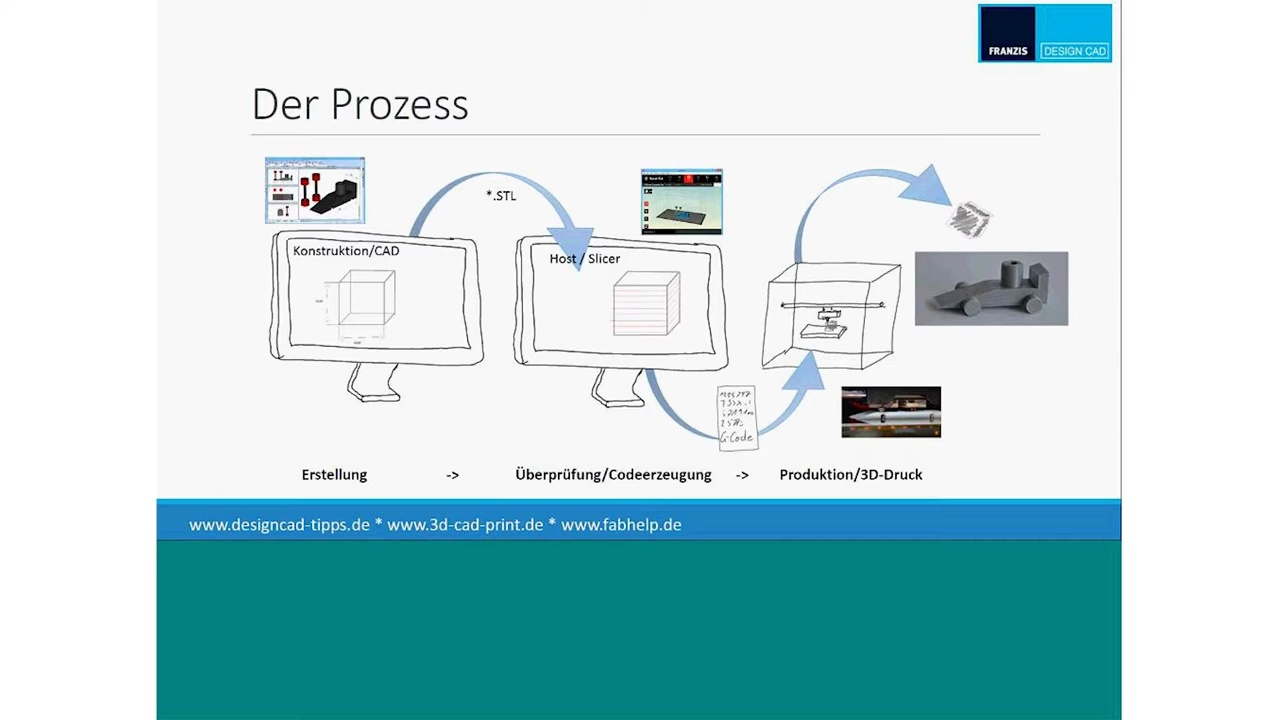 FRANZIS
DESIGN CAD
Der Prozess
*.STL
Konstruktion/CAD
Host / Slicer
G-Code
Erstellung -> Überprüfung/Codeerzeugung -> Produktion/3D-Druck
www.designcad-tipps.de * www.3d-cad-print.de * www.fabhelp.de